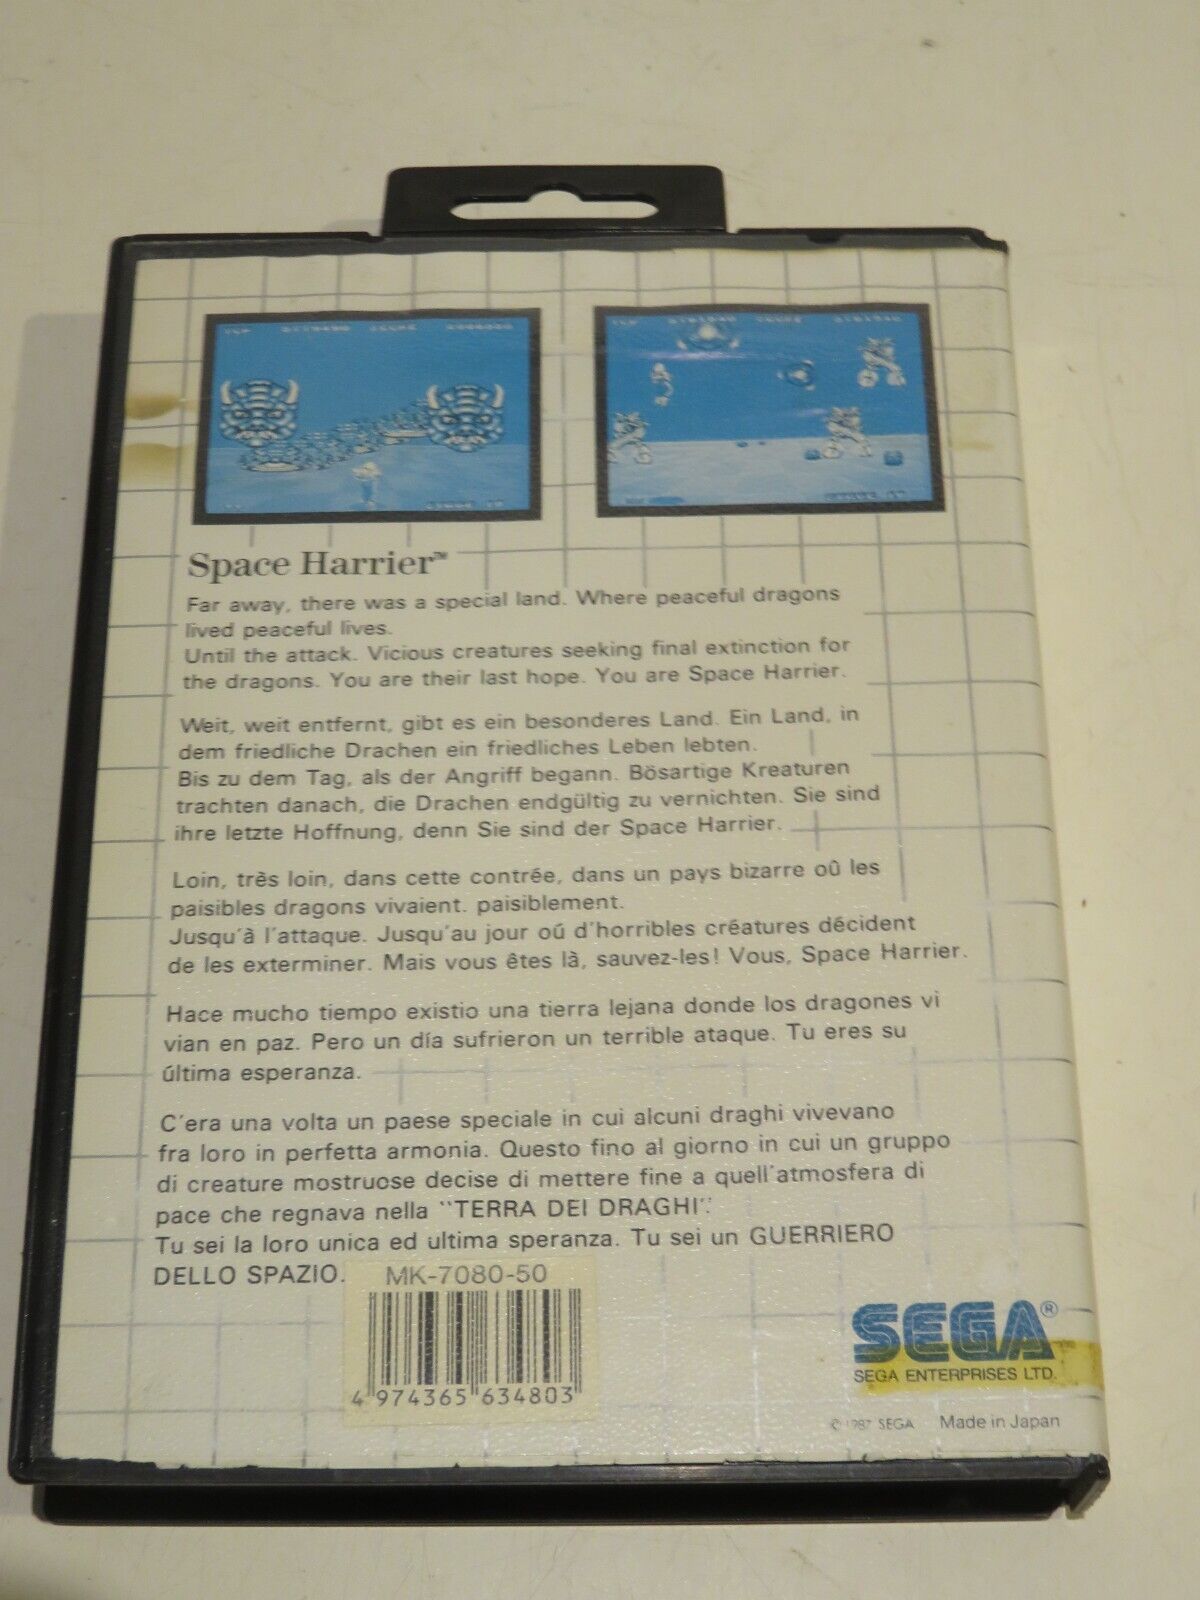 Space Harrier™
Far away, there was a special land. Where peaceful dragons
lived peaceful lives.
Until the attack. Vicious creatures seeking final extinction for
the dragons. You are their last hope. You are Space Harrier.
Weit, weit entfernt, gibt es ein besonderes Land. Ein Land, in
dem friedliche Drachen ein friedliches Leben lebten.
Bis zu dem Tag, als der Angriff begann. Bösartige Kreaturen
trachten danach, die Drachen endgültig zu vernichten. Sie sind
ihre letzte Hoffnung, denn Sie sind der Space Harrier.
Loin, très loin, dans cette contrée, dans un pays bizarre oû les
paisibles dragons vivaient. paisiblement.
Jusqu'à l'attaque. Jusqu'au jour oú d'horribles créatures décident
de les exterminer. Mais vous êtes là, sauvez-les! Vous, Space Harrier.
Hace mucho tiempo existio una tierra lejana donde los dragones vi
vian en paz. Pero un día sufrieron un terrible ataque. Tu eres su
última esperanza.
C'era una volta un paese speciale in cui alcuni draghi vivevano
fra loro in perfetta armonia. Questo fino al giorno in cui un gruppo
di creature mostruose decise di mettere fine a quell'atmosfera di
pace che regnava nella "TERRA DEI DRAGHI".
Tu sei la loro unica ed ultima speranza. Tu sei un GUERRIERO
DELLO SPAZIO.
MK-7080-50
4 974365 634803
SEGA®
SEGA ENTERPRISES LTD.
© 1987 SEGA Made in Japan